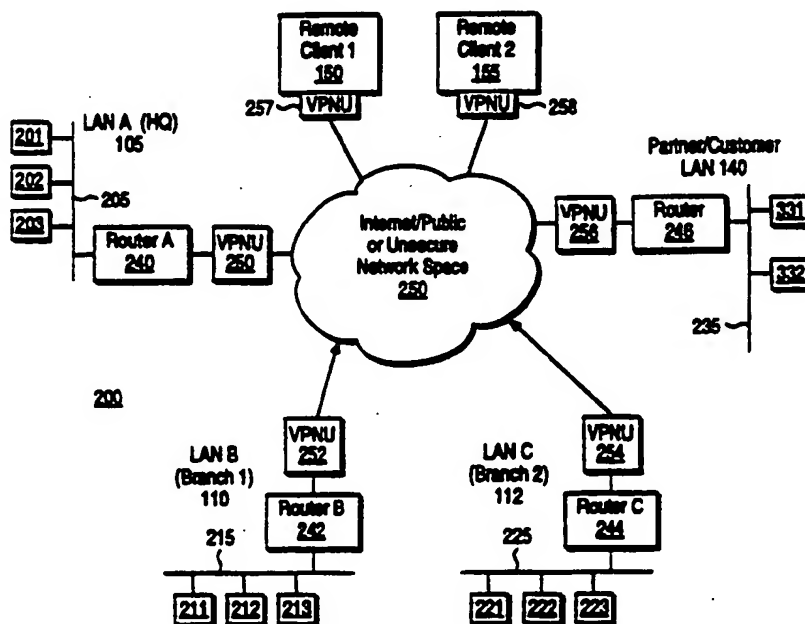 Remote
Client 1
150
VPNU
257
Remote
Client 2
155
VPNU
258
LAN A (HQ)
105
201
202
203
205
Router A
240
VPNU
250
Internet/Public
or Unsecure
Network Space
250
Partner/Customer
LAN 140
VPNU
256
Router
246
331
332
235
200
VPNU
252
LAN B
(Branch 1)
110
Router B
242
215
211
212
213
VPNU
254
LAN C
(Branch 2)
112
Router C
244
225
221
222
223